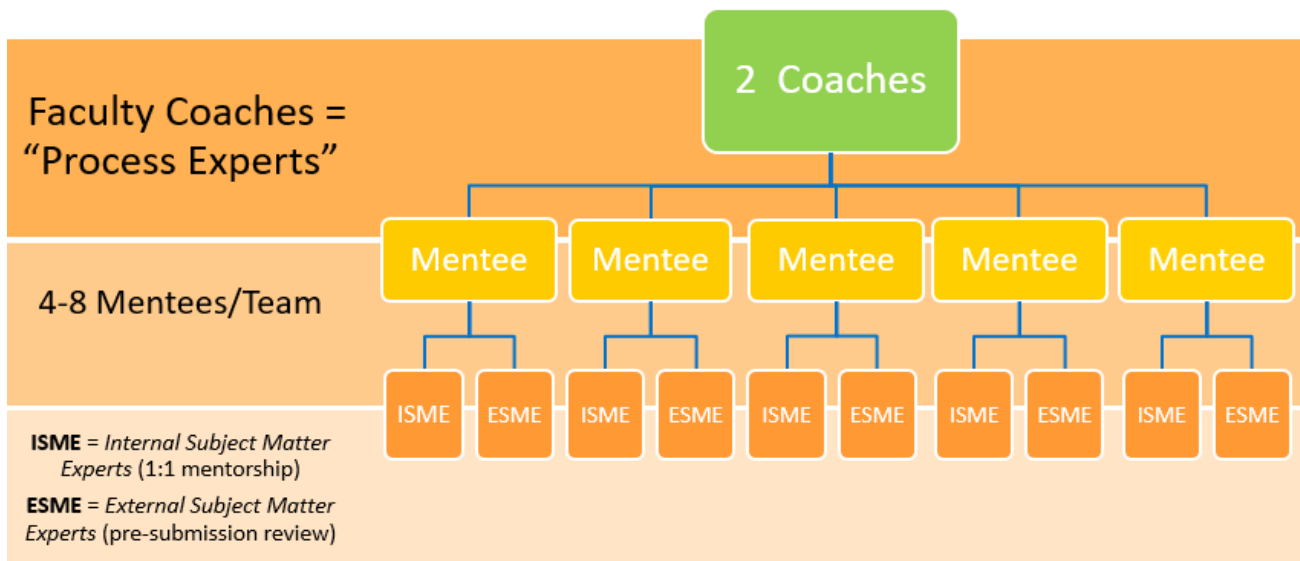 2 Coaches
Faculty Coaches =
“Process Experts”
Mentee Mentee Mentee Mentee Mentee
4-8 Mentees/Team
ISME ESME ISME ESME ISME ESME ISME ESME ISME ESME
ISME = Internal Subject Matter
Experts (1:1 mentorship)
ESME = External Subject Matter
Experts (pre-submission review)